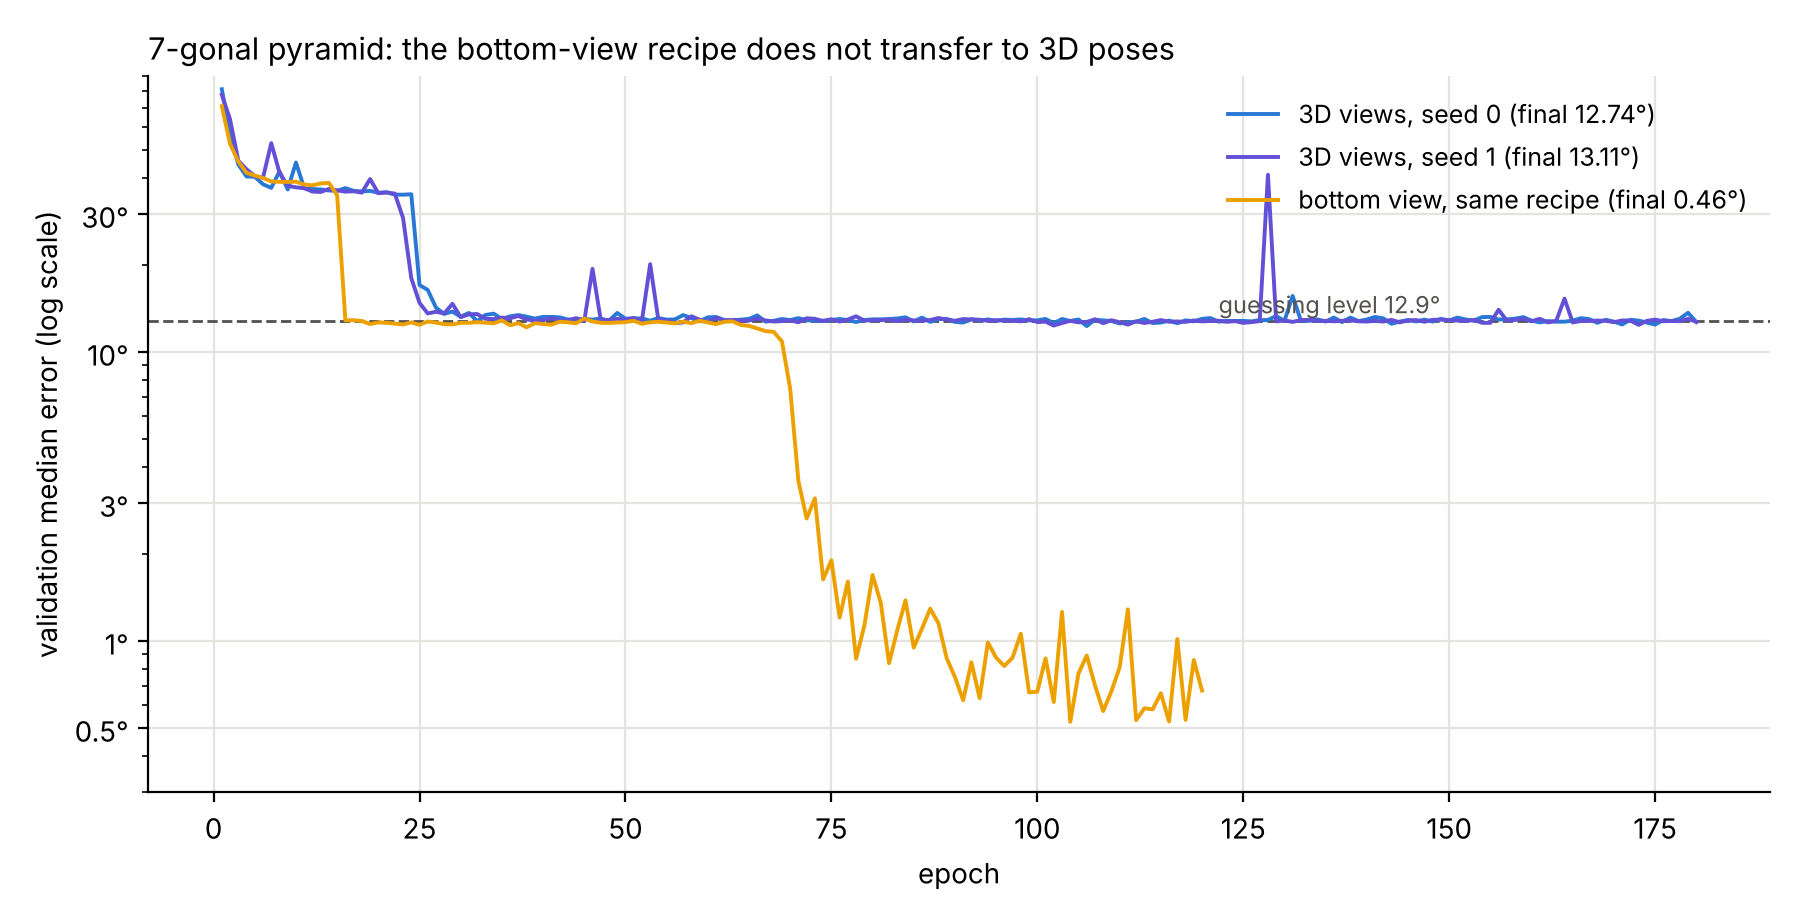 7-gonal pyramid: the bottom-view recipe does not transfer to 3D poses
3D views, seed 0 (final 12.74°)
3D views, seed 1 (final 13.11°)
bottom view, same recipe (final 0.46°)
guessing level 12.9°
validation median error (log scale)
30°
10°
3°
1°
0.5°
0 25 50 75 100 125 150 175
epoch